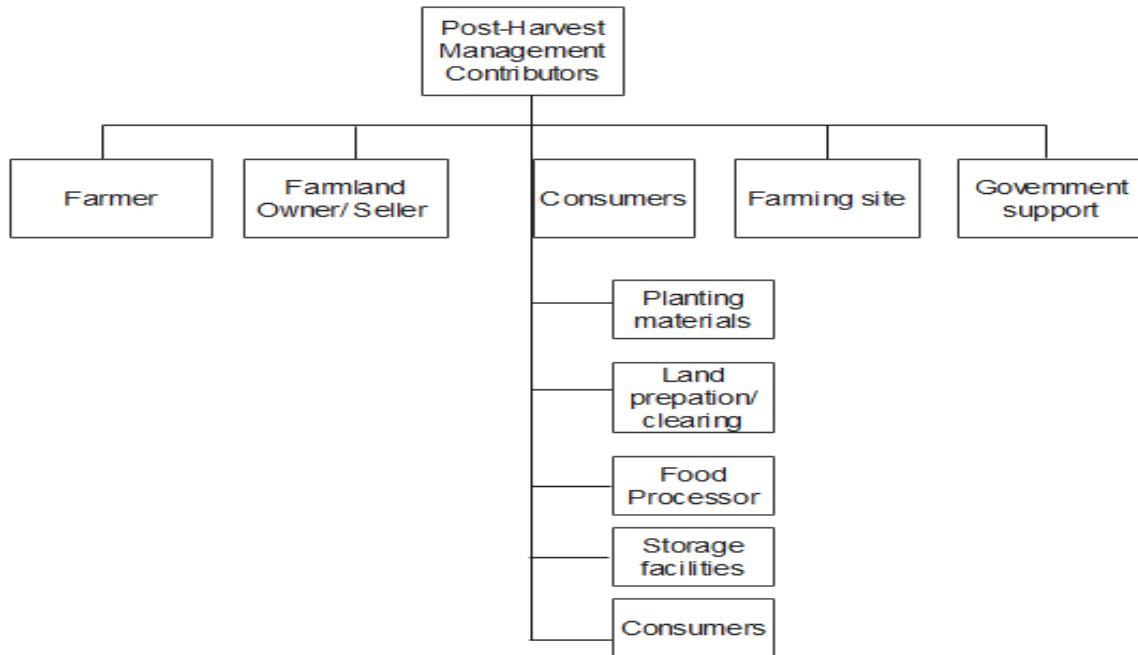 Post-Harvest
Management
Contributors
Farmer
Farmland
Owner/ Seller
Consumers
Farming site
Government
support
Planting
materials
Land
prepation/
clearing
Food
Processor
Storage
facilities
Consumers